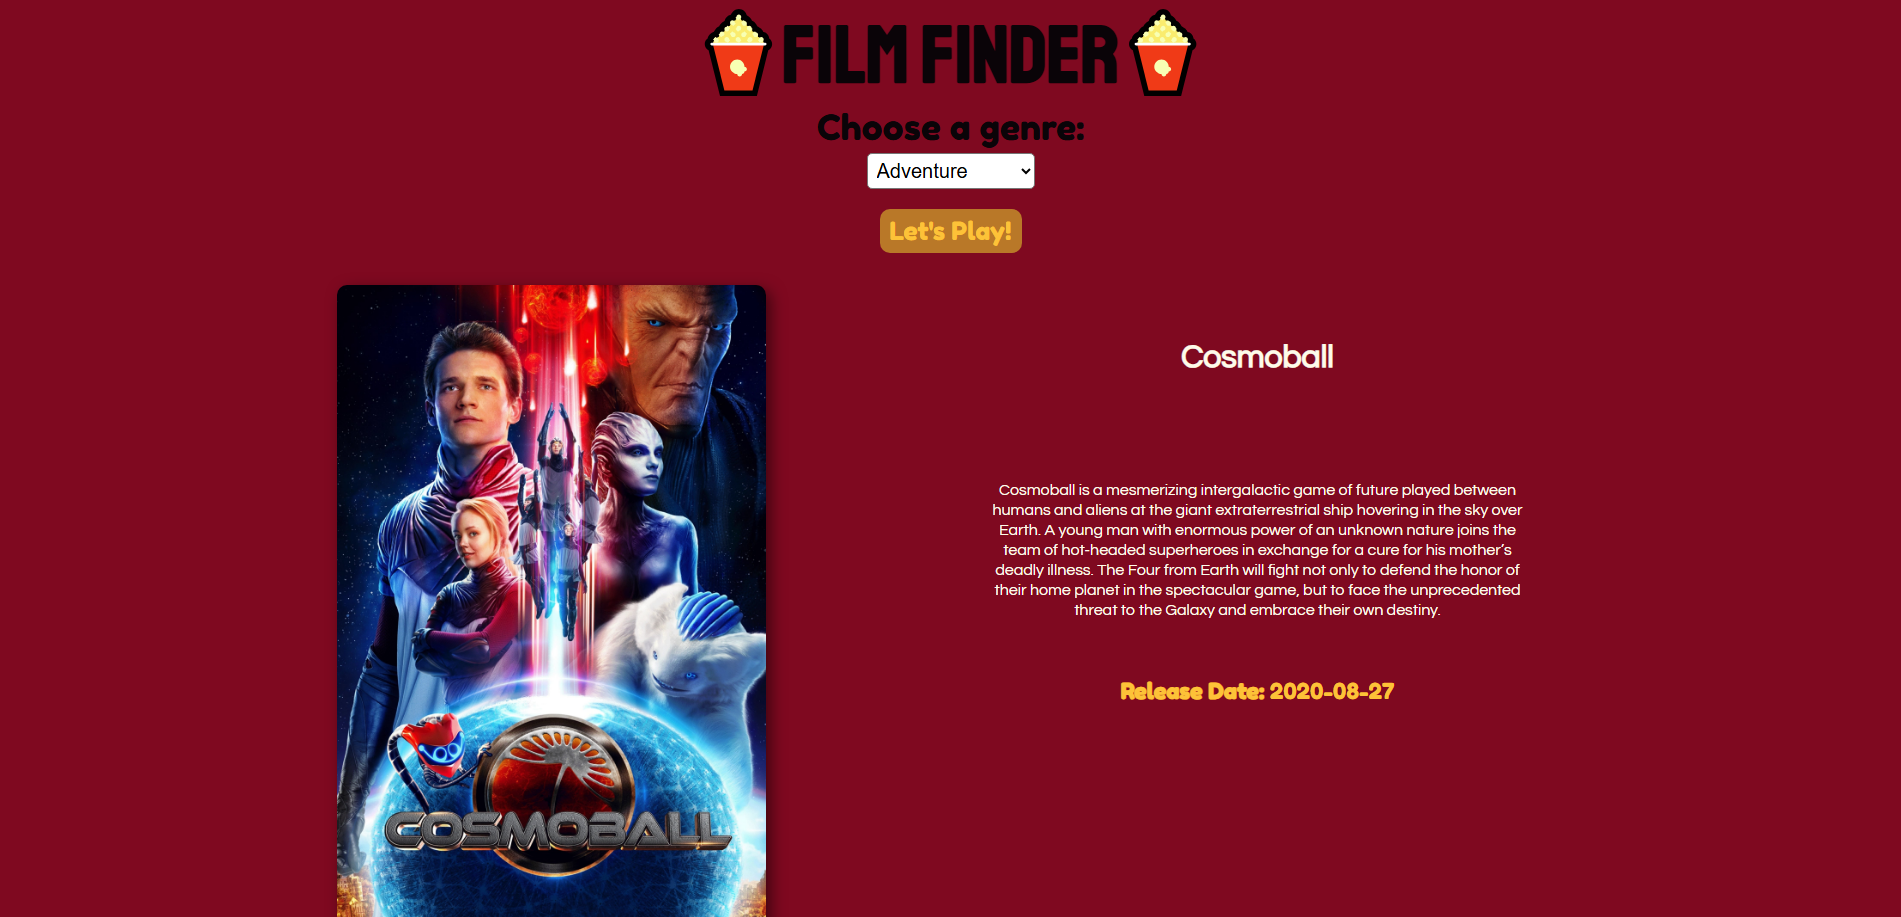 FILM FINDER
Choose a genre:
Adventure
Let's Play!
Cosmoball
Cosmoball is a mesmerizing intergalactic game of future played between
humans and aliens at the giant extraterrestrial ship hovering in the sky over
Earth. A young man with enormous power of an unknown nature joins the
team of hot-headed superheroes in exchange for a cure for his mother’s
deadly illness. The Four from Earth will fight not only to defend the honor of
their home planet in the spectacular game, but to face the unprecedented
threat to the Galaxy and embrace their own destiny.
Release Date: 2020-08-27
COSMOBALL